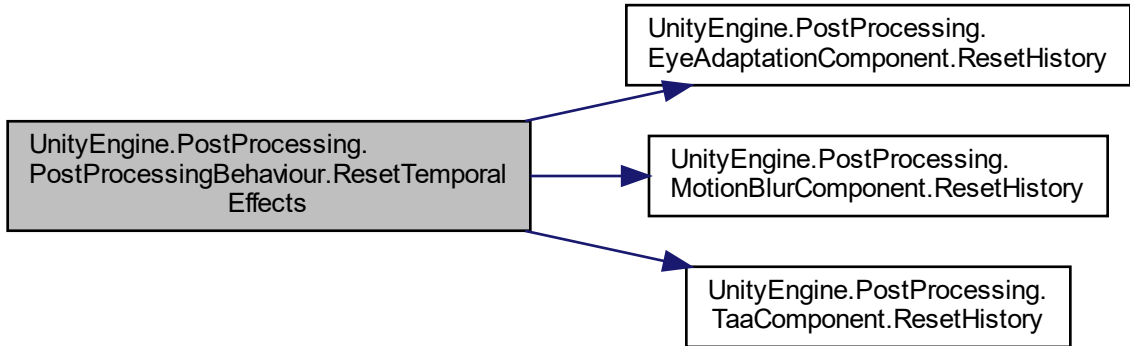 UnityEngine.PostProcessing.
PostProcessingBehaviour.ResetTemporal
Effects
UnityEngine.PostProcessing.
EyeAdaptationComponent.ResetHistory
UnityEngine.PostProcessing.
MotionBlurComponent.ResetHistory
UnityEngine.PostProcessing.
TaaComponent.ResetHistory